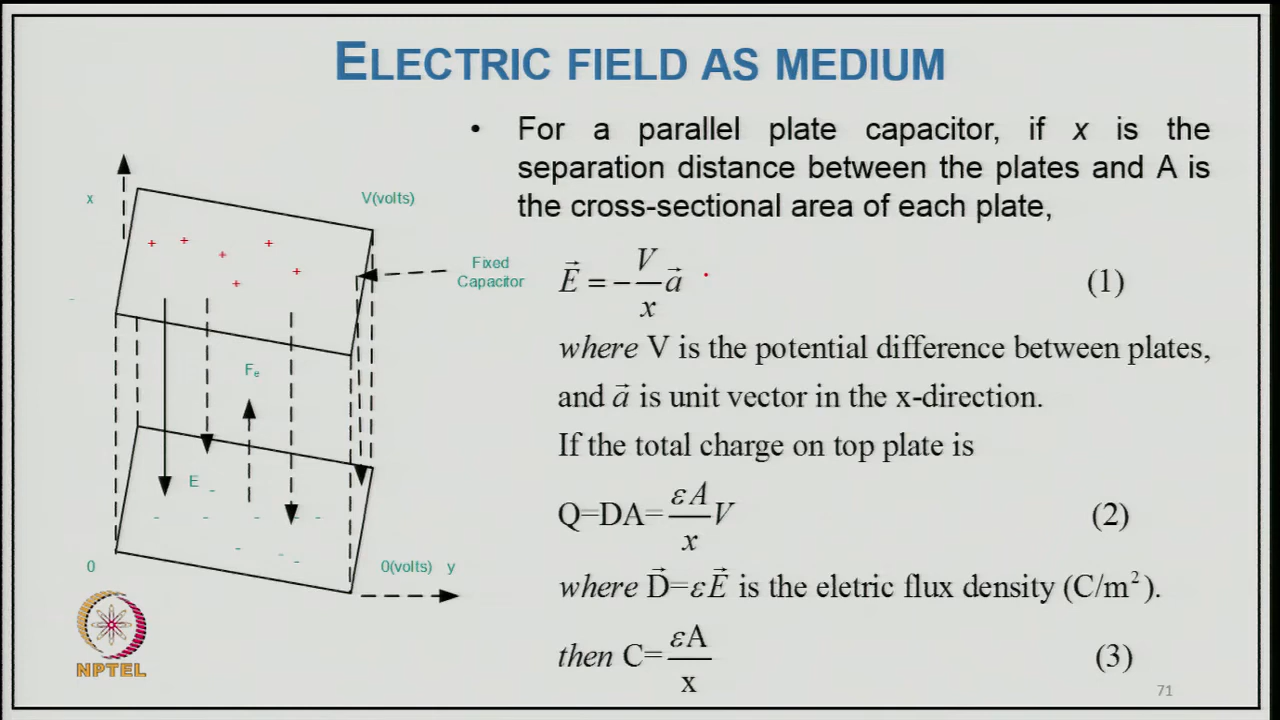 ELECTRIC FIELD AS MEDIUM
• For a parallel plate capacitor, if x is the
separation distance between the plates and A is
the cross-sectional area of each plate,
x
V(volts)
+ + + + + +
Fixed
Capacitor
Fₑ
E
0
0(volts) y
E⃗ = −V/x a⃗ (1)
where V is the potential difference between plates,
and a⃗ is unit vector in the x-direction.
If the total charge on top plate is
Q=DA=εA/x V (2)
where D⃗=εE⃗ is the eletric flux density (C/m²).
then C=εA/x (3)
NPTEL
71